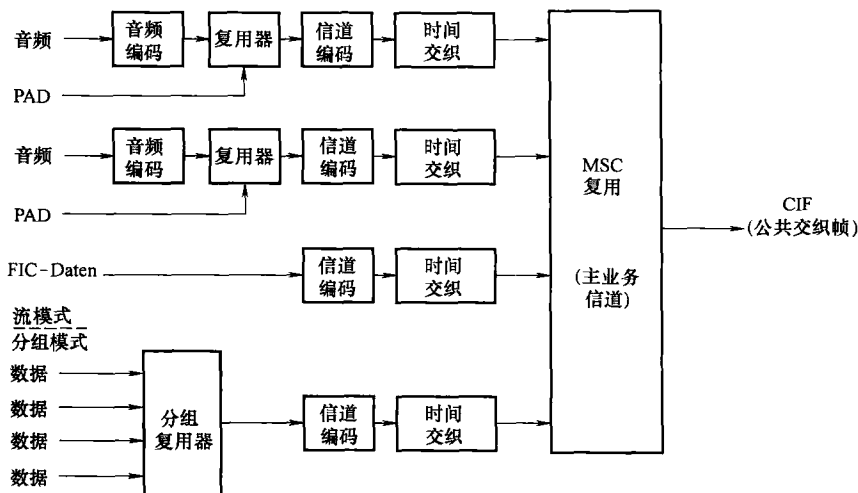 音频
音频
编码
复用器
信道
编码
时间
交织
PAD
音频
音频
编码
复用器
信道
编码
时间
交织
PAD
FIC-Daten
信道
编码
时间
交织
流模式
分组模式
数据
数据
数据
数据
分组
复用器
信道
编码
时间
交织
MSC
复用
(主业务
信道)
CIF
(公共交织帧)